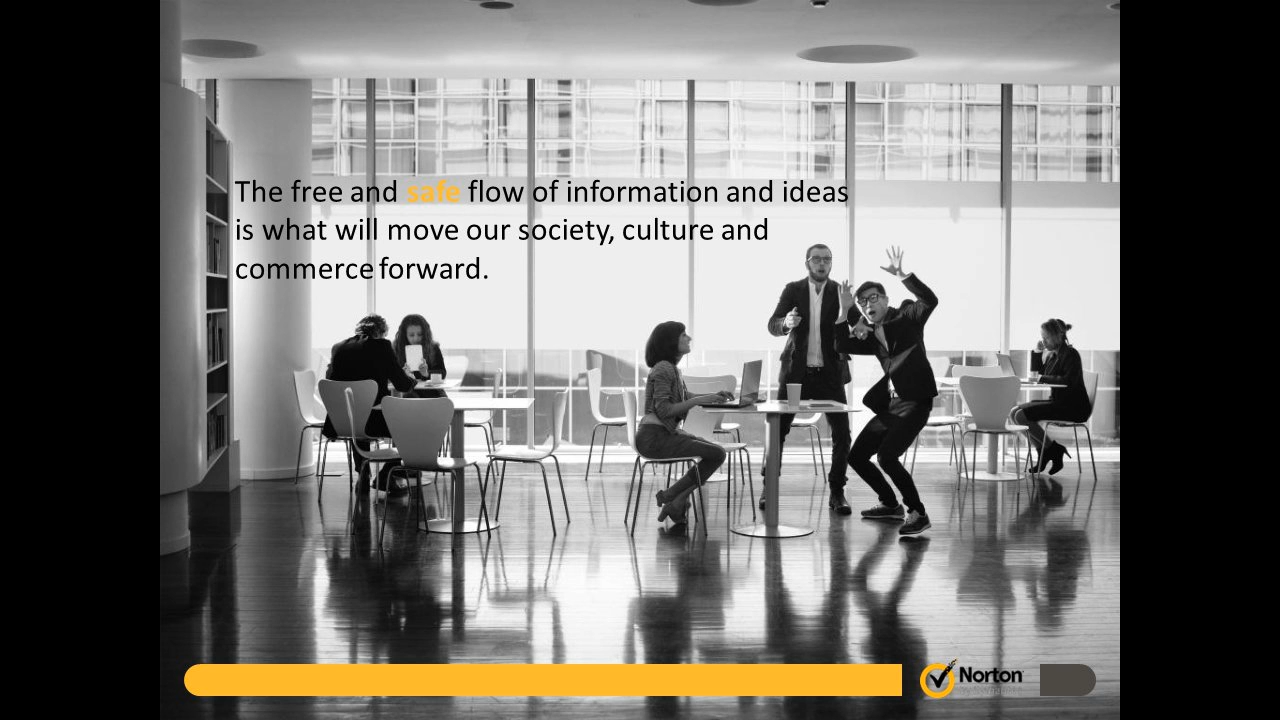 The free and safe flow of information and ideas
is what will move our society, culture and
commerce forward.
Norton